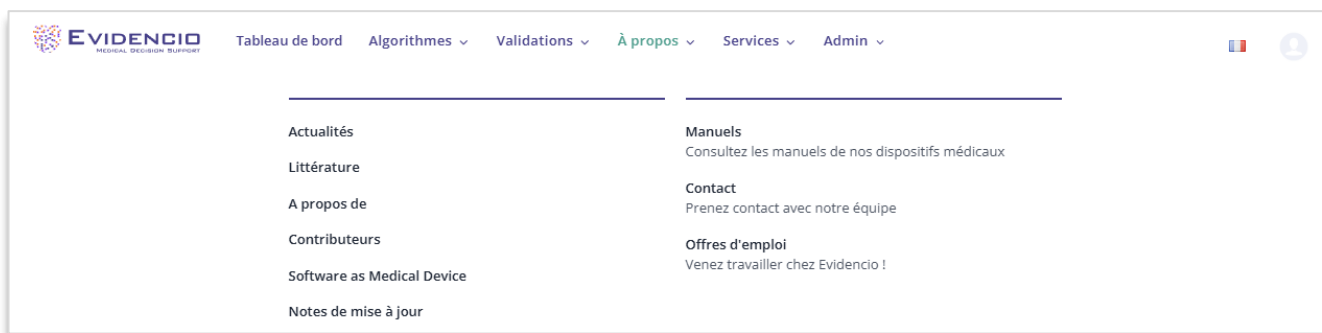 EVIDENCIO
MEDICAL DECISION SUPPORT
Tableau de bord Algorithmes Validations À propos Services Admin
Actualités
Littérature
A propos de
Contributeurs
Software as Medical Device
Notes de mise à jour
Manuels
Consultez les manuels de nos dispositifs médicaux
Contact
Prenez contact avec notre équipe
Offres d'emploi
Venez travailler chez Evidencio !